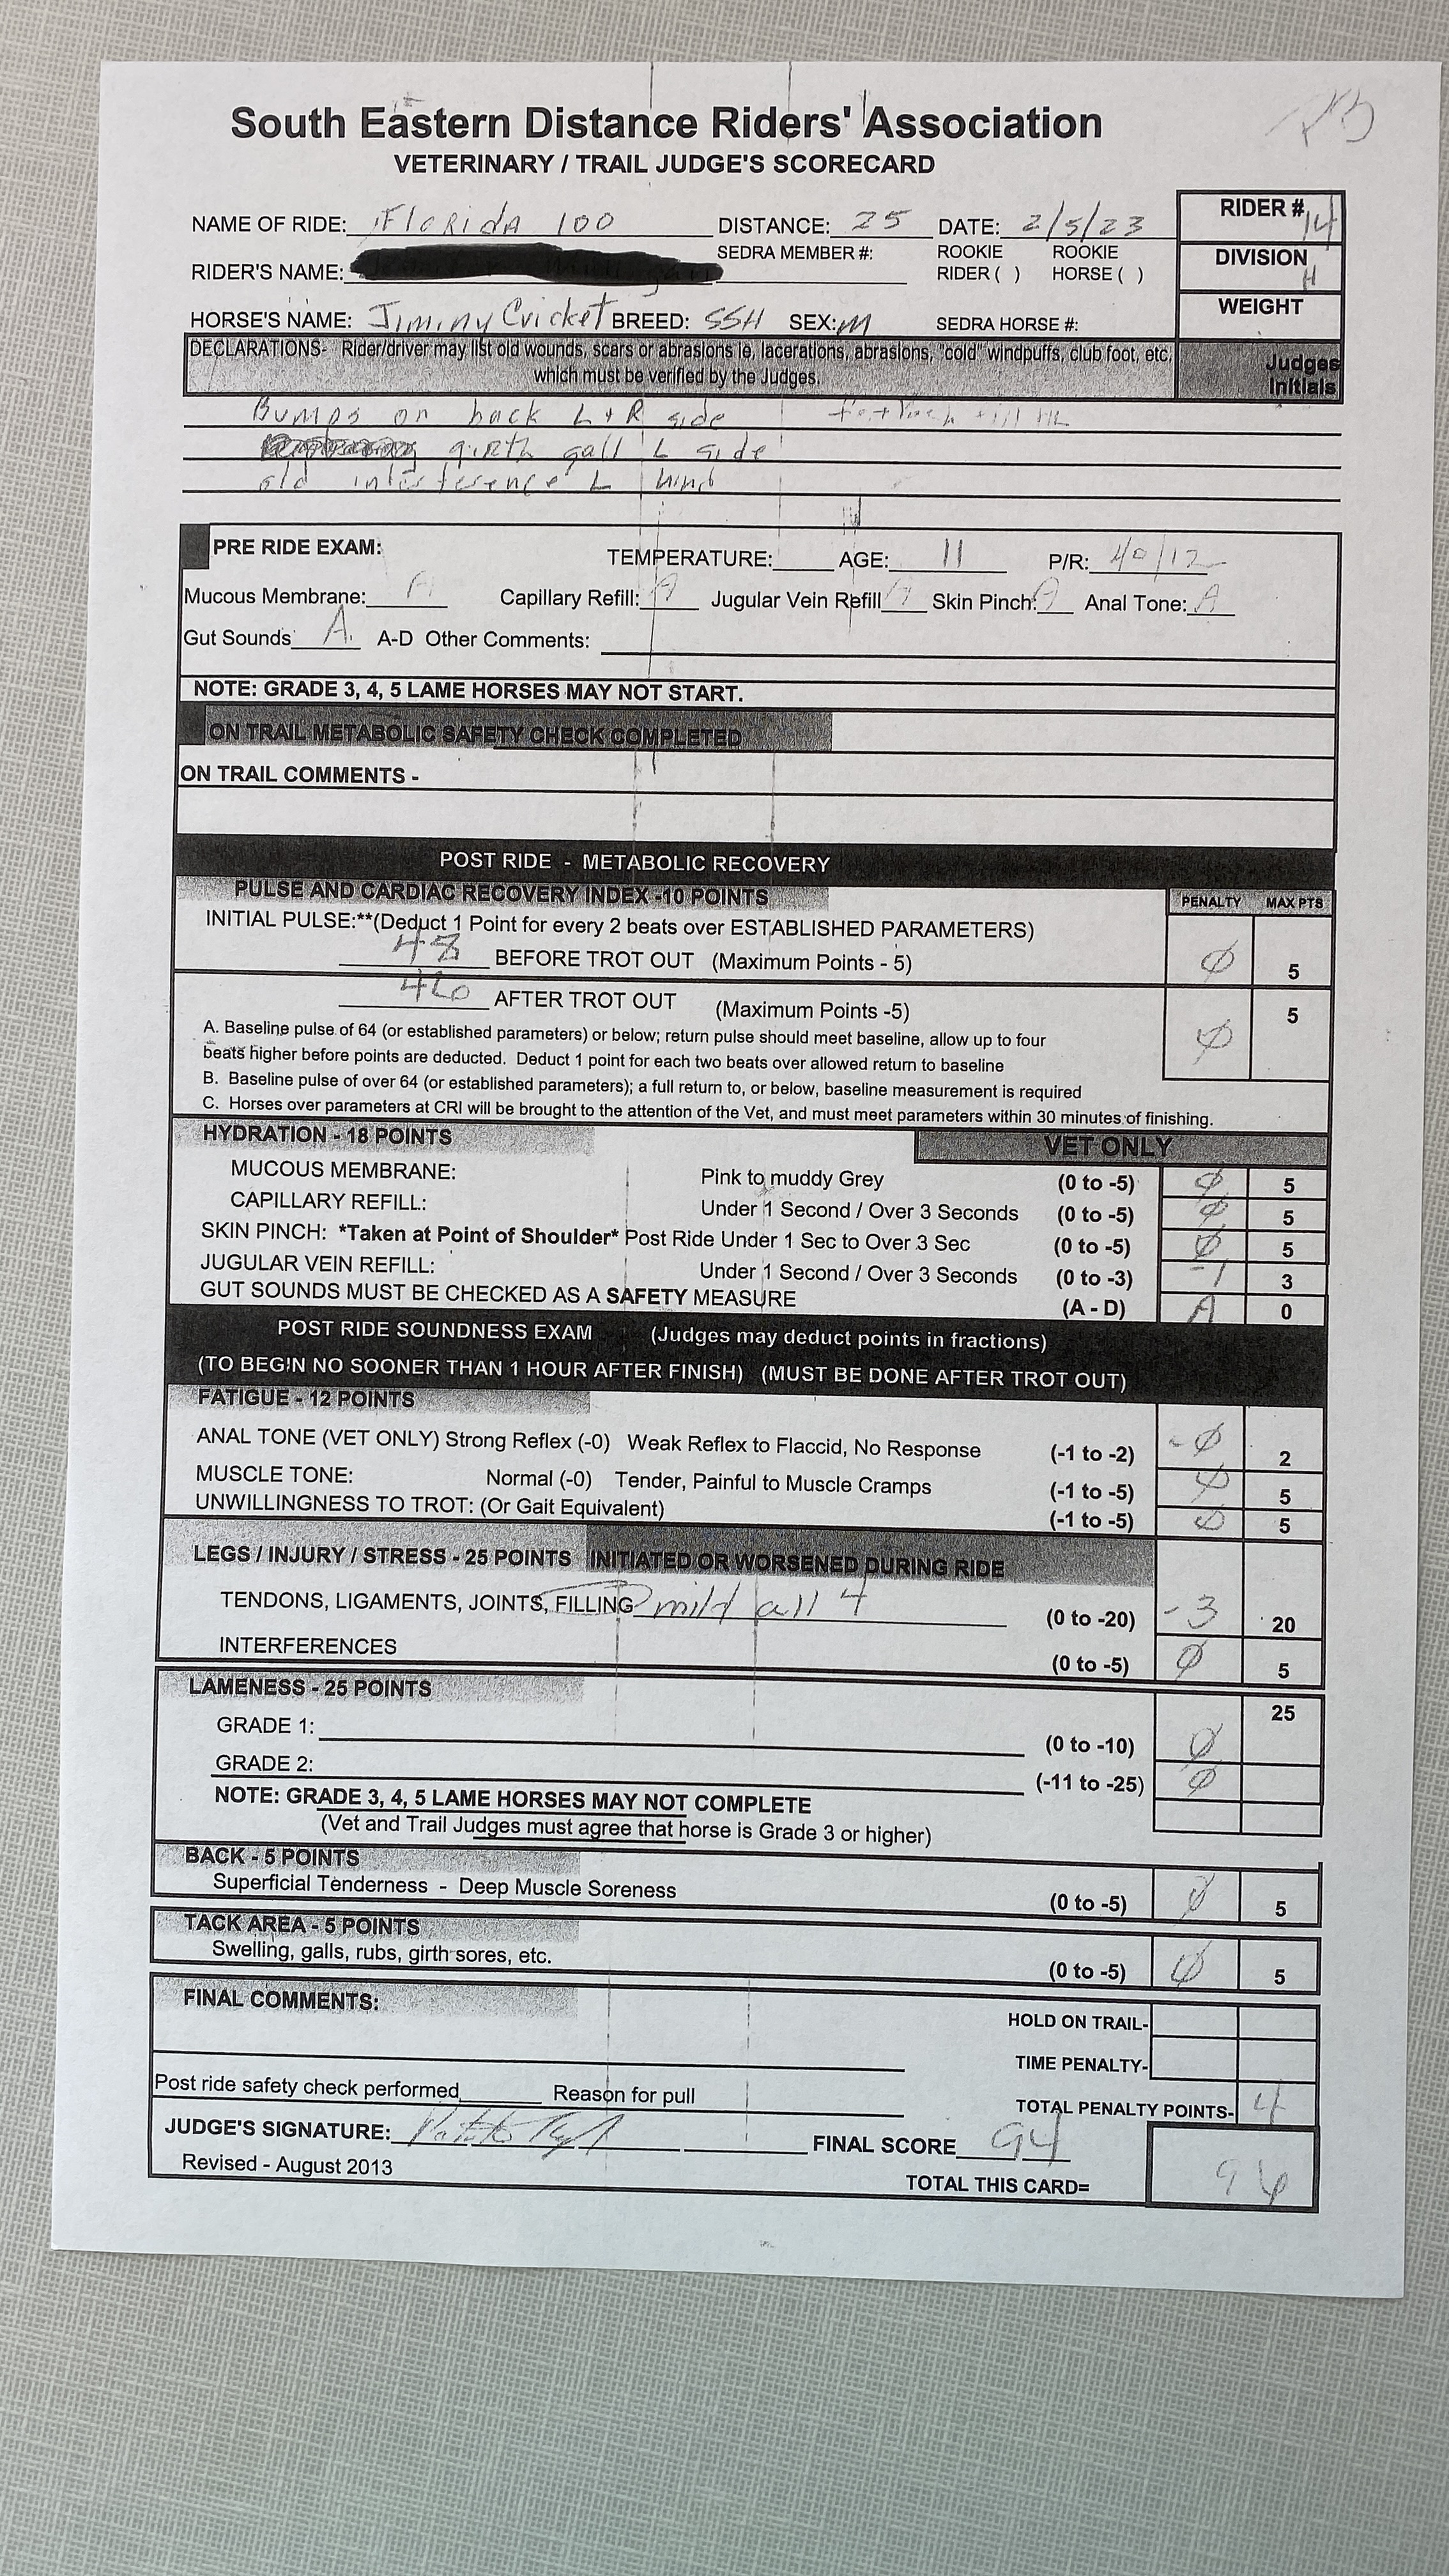 South Eastern Distance Riders' Association
VETERINARY / TRAIL JUDGE'S SCORECARD
NAME OF RIDE: Florida 100 DISTANCE: 25 DATE: 2/5/23 RIDER # 14
RIDER'S NAME: SEDRA MEMBER #: ROOKIE RIDER ( ) ROOKIE HORSE ( ) DIVISION H
HORSE'S NAME: Jiminy Cricket BREED: SSH SEX: M SEDRA HORSE #: WEIGHT
DECLARATIONS- Rider/driver may list old wounds, scars or abrasions ie, lacerations, abrasions, "cold" windpuffs, club foot, etc. Judges
which must be verified by the Judges. Initials
Bumps on back L+R side
girth gall L side
old interference L hind
PRE RIDE EXAM: TEMPERATURE: AGE: 11 P/R: 40/12
Mucous Membrane: A Capillary Refill: A Jugular Vein Refill A Skin Pinch: A Anal Tone: A
Gut Sounds A A-D Other Comments:
NOTE: GRADE 3, 4, 5 LAME HORSES MAY NOT START.
ON TRAIL METABOLIC SAFETY CHECK COMPLETED
ON TRAIL COMMENTS -
POST RIDE - METABOLIC RECOVERY
PULSE AND CARDIAC RECOVERY INDEX -10 POINTS PENALTY MAX PTS
INITIAL PULSE:**(Deduct 1 Point for every 2 beats over ESTABLISHED PARAMETERS)
48 BEFORE TROT OUT (Maximum Points - 5) Ø 5
46 AFTER TROT OUT (Maximum Points -5) Ø 5
A. Baseline pulse of 64 (or established parameters) or below; return pulse should meet baseline, allow up to four
beats higher before points are deducted. Deduct 1 point for each two beats over allowed return to baseline
B. Baseline pulse of over 64 (or established parameters); a full return to, or below, baseline measurement is required
C. Horses over parameters at CRI will be brought to the attention of the Vet, and must meet parameters within 30 minutes of finishing.
HYDRATION - 18 POINTS VET ONLY
MUCOUS MEMBRANE: Pink to muddy Grey (0 to -5) Ø 5
CAPILLARY REFILL: Under 1 Second / Over 3 Seconds (0 to -5) Ø 5
SKIN PINCH: *Taken at Point of Shoulder* Post Ride Under 1 Sec to Over 3 Sec (0 to -5) Ø 5
JUGULAR VEIN REFILL: Under 1 Second / Over 3 Seconds (0 to -3) -1 3
GUT SOUNDS MUST BE CHECKED AS A SAFETY MEASURE (A - D) A 0
POST RIDE SOUNDNESS EXAM (Judges may deduct points in fractions)
(TO BEGIN NO SOONER THAN 1 HOUR AFTER FINISH) (MUST BE DONE AFTER TROT OUT)
FATIGUE - 12 POINTS
ANAL TONE (VET ONLY) Strong Reflex (-0) Weak Reflex to Flaccid, No Response (-1 to -2) -Ø 2
MUSCLE TONE: Normal (-0) Tender, Painful to Muscle Cramps (-1 to -5) Ø 5
UNWILLINGNESS TO TROT: (Or Gait Equivalent) (-1 to -5) Ø 5
LEGS / INJURY / STRESS - 25 POINTS INITIATED OR WORSENED DURING RIDE
TENDONS, LIGAMENTS, JOINTS, FILLING mild all 4 (0 to -20) -3 20
INTERFERENCES (0 to -5) Ø 5
LAMENESS - 25 POINTS 25
GRADE 1: (0 to -10) Ø
GRADE 2: (-11 to -25) Ø
NOTE: GRADE 3, 4, 5 LAME HORSES MAY NOT COMPLETE
(Vet and Trail Judges must agree that horse is Grade 3 or higher)
BACK - 5 POINTS
Superficial Tenderness - Deep Muscle Soreness (0 to -5) Ø 5
TACK AREA - 5 POINTS
Swelling, galls, rubs, girth sores, etc. (0 to -5) Ø 5
FINAL COMMENTS:
HOLD ON TRAIL-
TIME PENALTY-
Post ride safety check performed Reason for pull
TOTAL PENALTY POINTS- 4
JUDGE'S SIGNATURE: FINAL SCORE 94
Revised - August 2013 TOTAL THIS CARD= 96